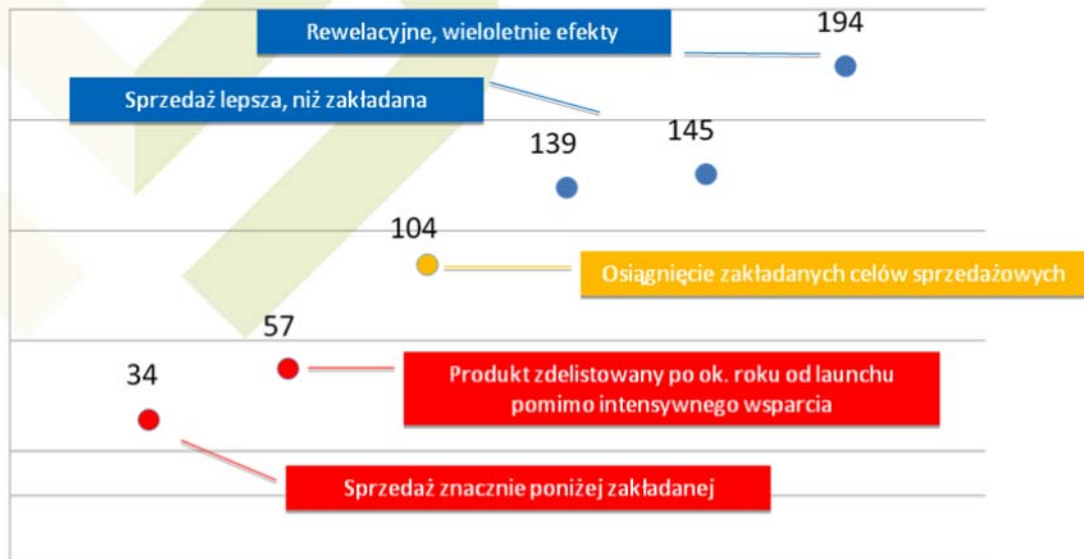 Rewelacyjne, wieloletnie efekty
194
Sprzedaż lepsza, niż zakładana
139
145
104
Osiągnięcie zakładanych celów sprzedażowych
57
34
Produkt zdelistowany po ok. roku od launchu
pomimo intensywnego wsparcia
Sprzedaż znacznie poniżej zakładanej